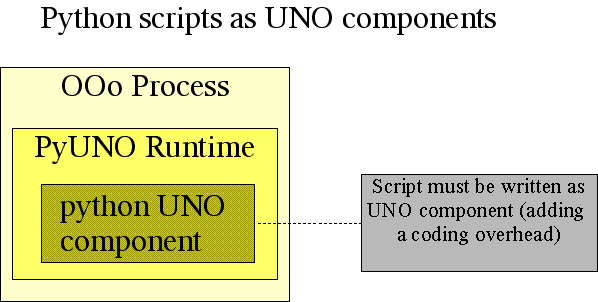 Python scripts as UNO components
OOo Process
PyUNO Runtime
python UNO
component
Script must be written as
UNO component (adding
a coding overhead)